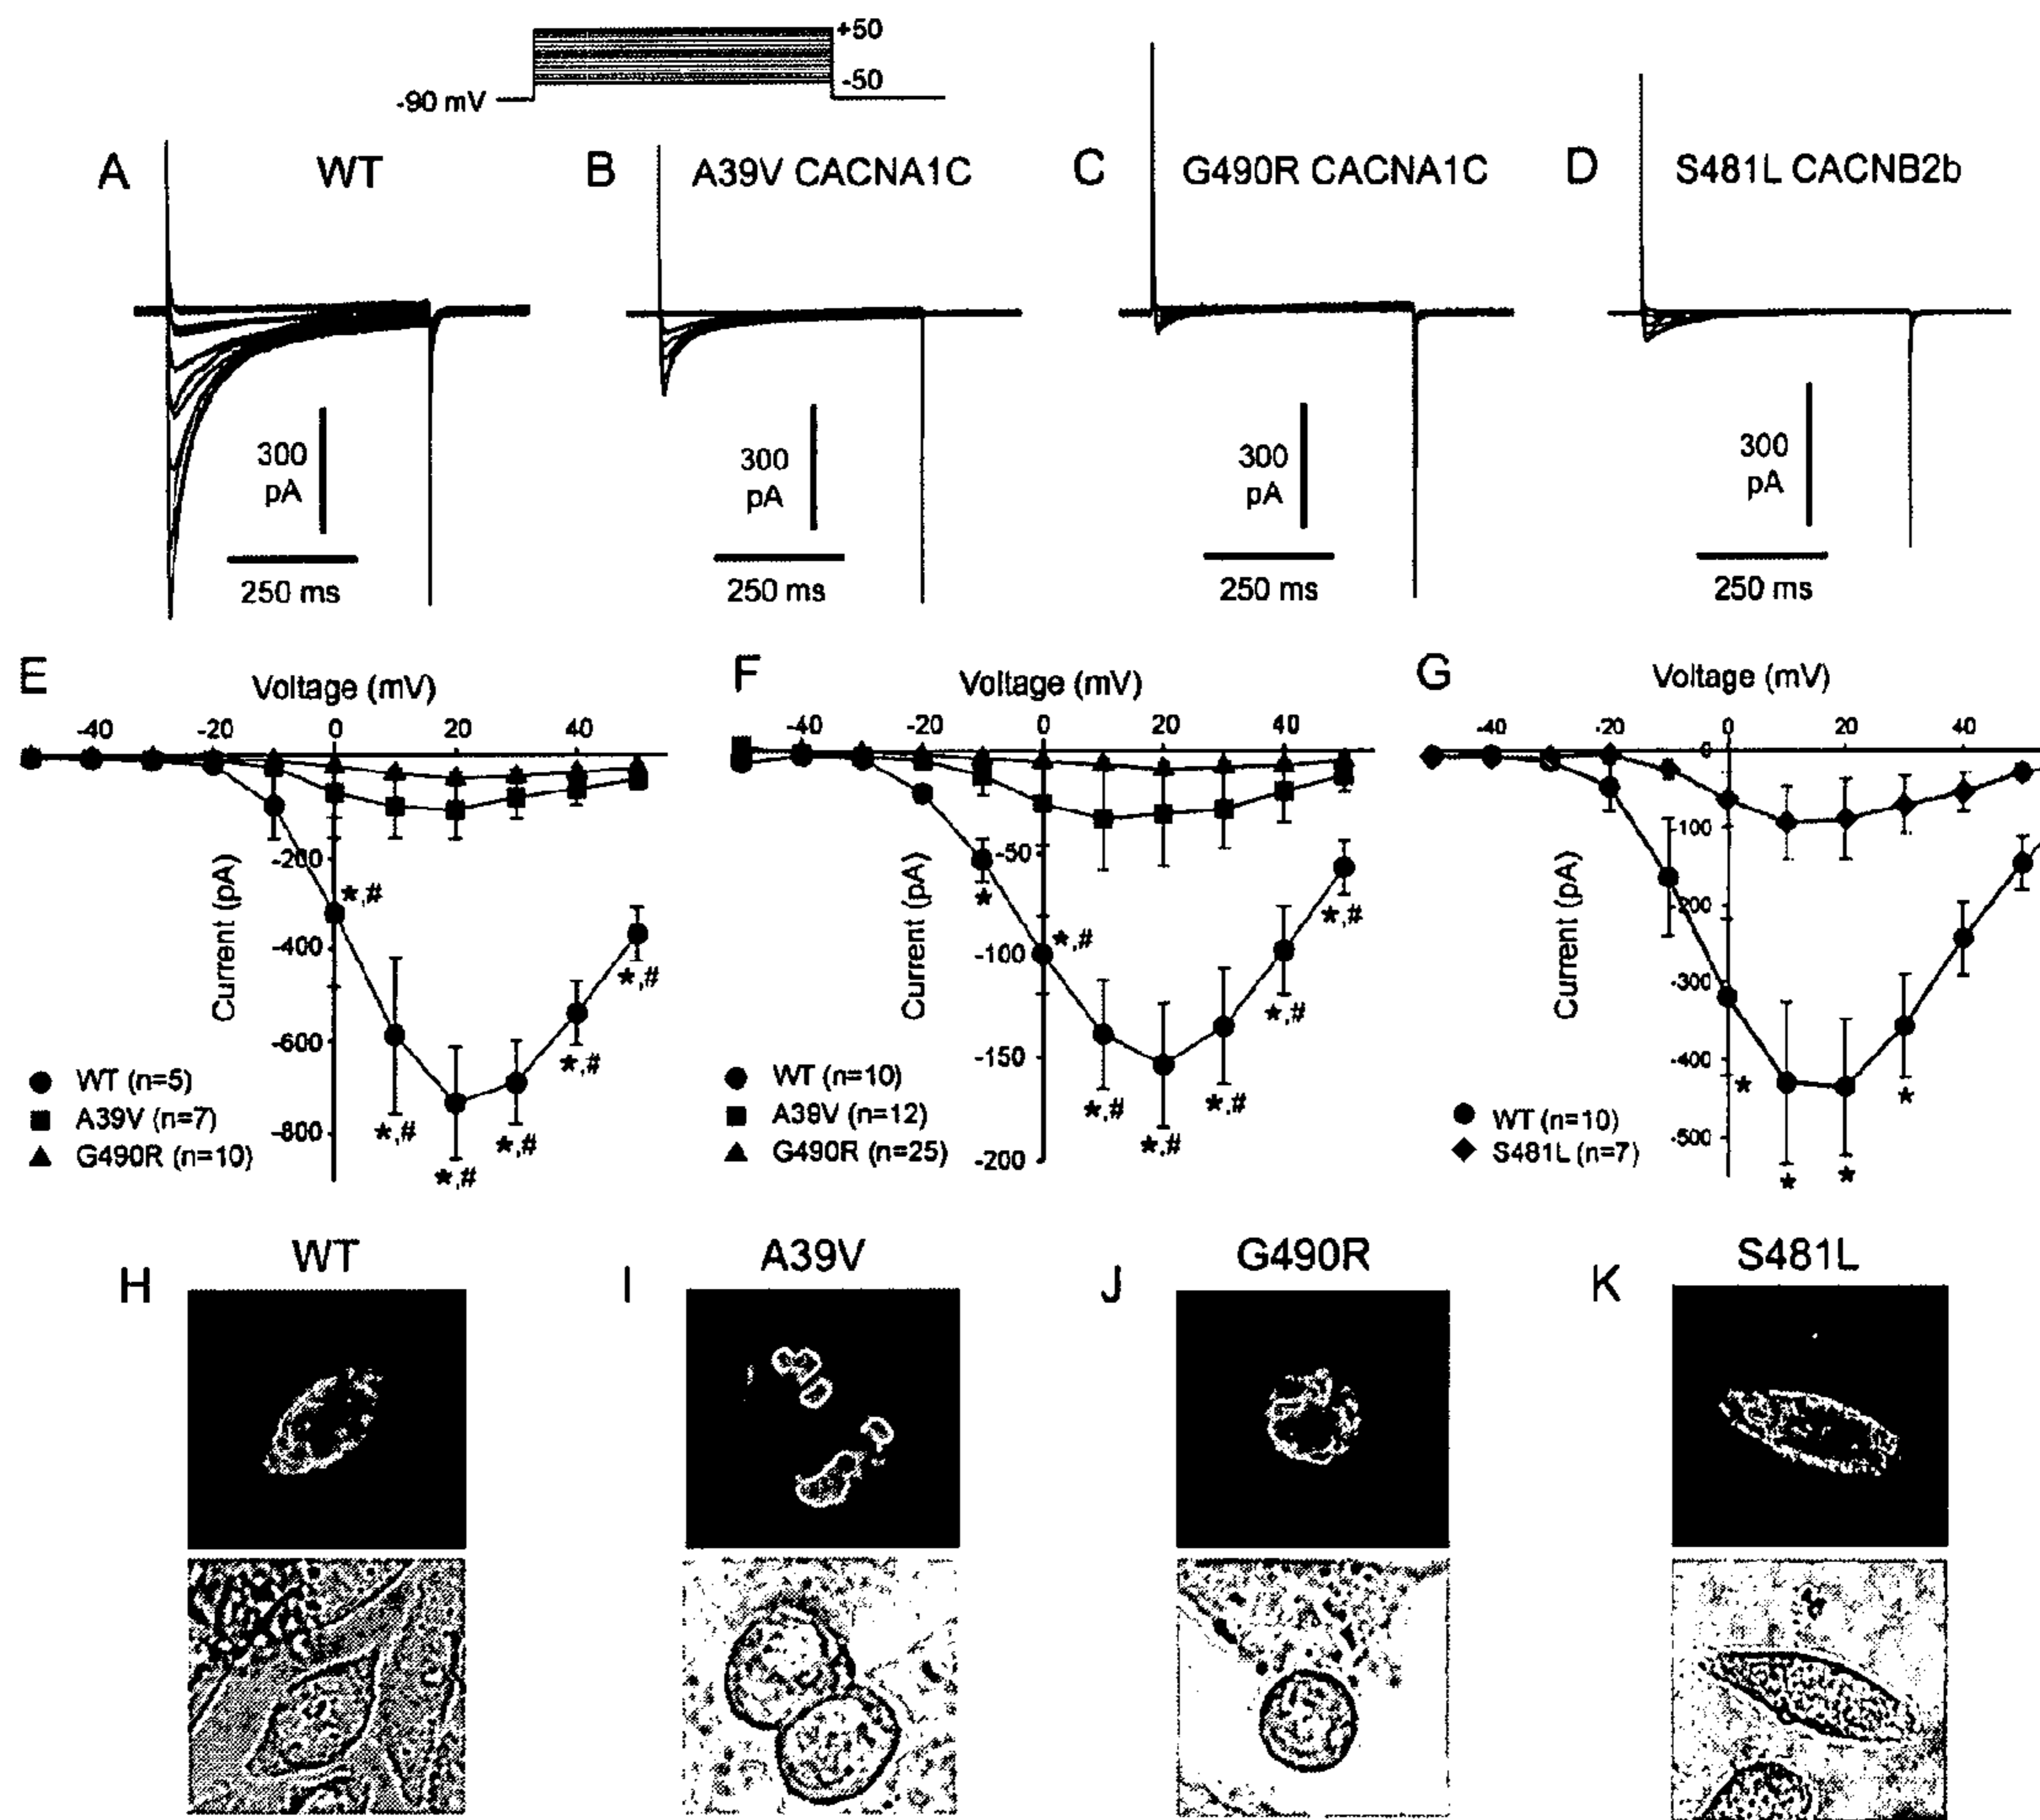 +50
-50
-90 mV
A
WT
B
A39V CACNA1C
C
G490R CACNA1C
D
S481L CACNB2b
300
pA
250 ms
300
pA
250 ms
300
pA
250 ms
300
pA
250 ms
E
Voltage (mV)
-40
-20
0
20
40
Current (pA)
-200
-400
-600
-800
*,#
*,#
*,#
*,#
*,#
*,#
WT (n=5)
A39V (n=7)
G490R (n=10)
F
Voltage (mV)
-40
-20
0
20
40
Current (pA)
-50
-100
-150
-200
*
*,#
*,#
*,#
*,#
*,#
*,#
WT (n=10)
A39V (n=12)
G490R (n=25)
G
Voltage (mV)
-40
-20
0
20
40
Current (pA)
0
-100
-200
-300
-400
-500
*
*
*
*
WT (n=10)
S481L (n=7)
H
WT
I
A39V
J
G490R
K
S481L